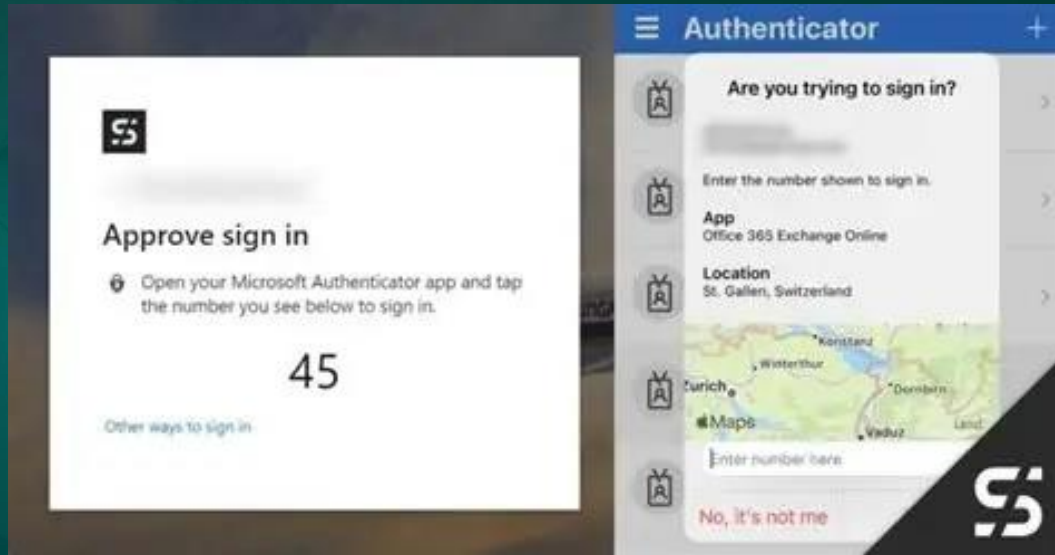 Approve sign in
Open your Microsoft Authenticator app and tap
the number you see below to sign in.
45
Other ways to sign in
Authenticator
Are you trying to sign in?
Enter the number shown to sign in.
App
Office 365 Exchange Online
Location
St. Gallen, Switzerland
Konstanz
Winterthur
Zurich
Dornbirn
Maps
Vaduz
Enter number here
No, it's not me